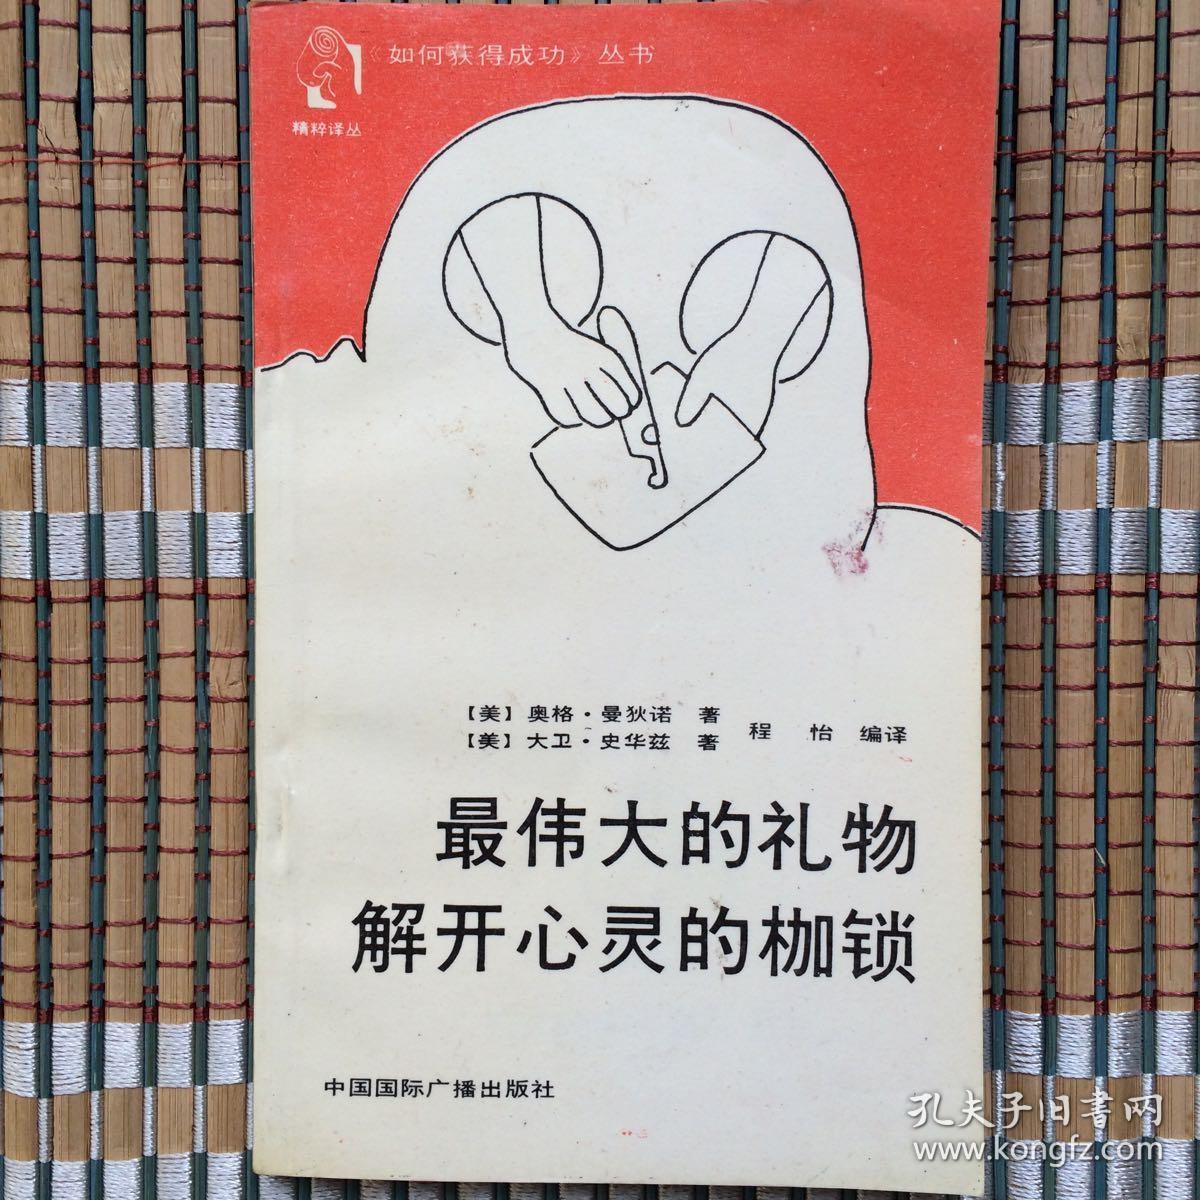 《如何获得成功》丛书
精粹译丛
【美】奥格·曼狄诺 著
【美】大卫·史华兹 著
程 怡 编译
最伟大的礼物
解开心灵的枷锁
中国国际广播出版社
孔夫子旧書网
www.kongfz.com